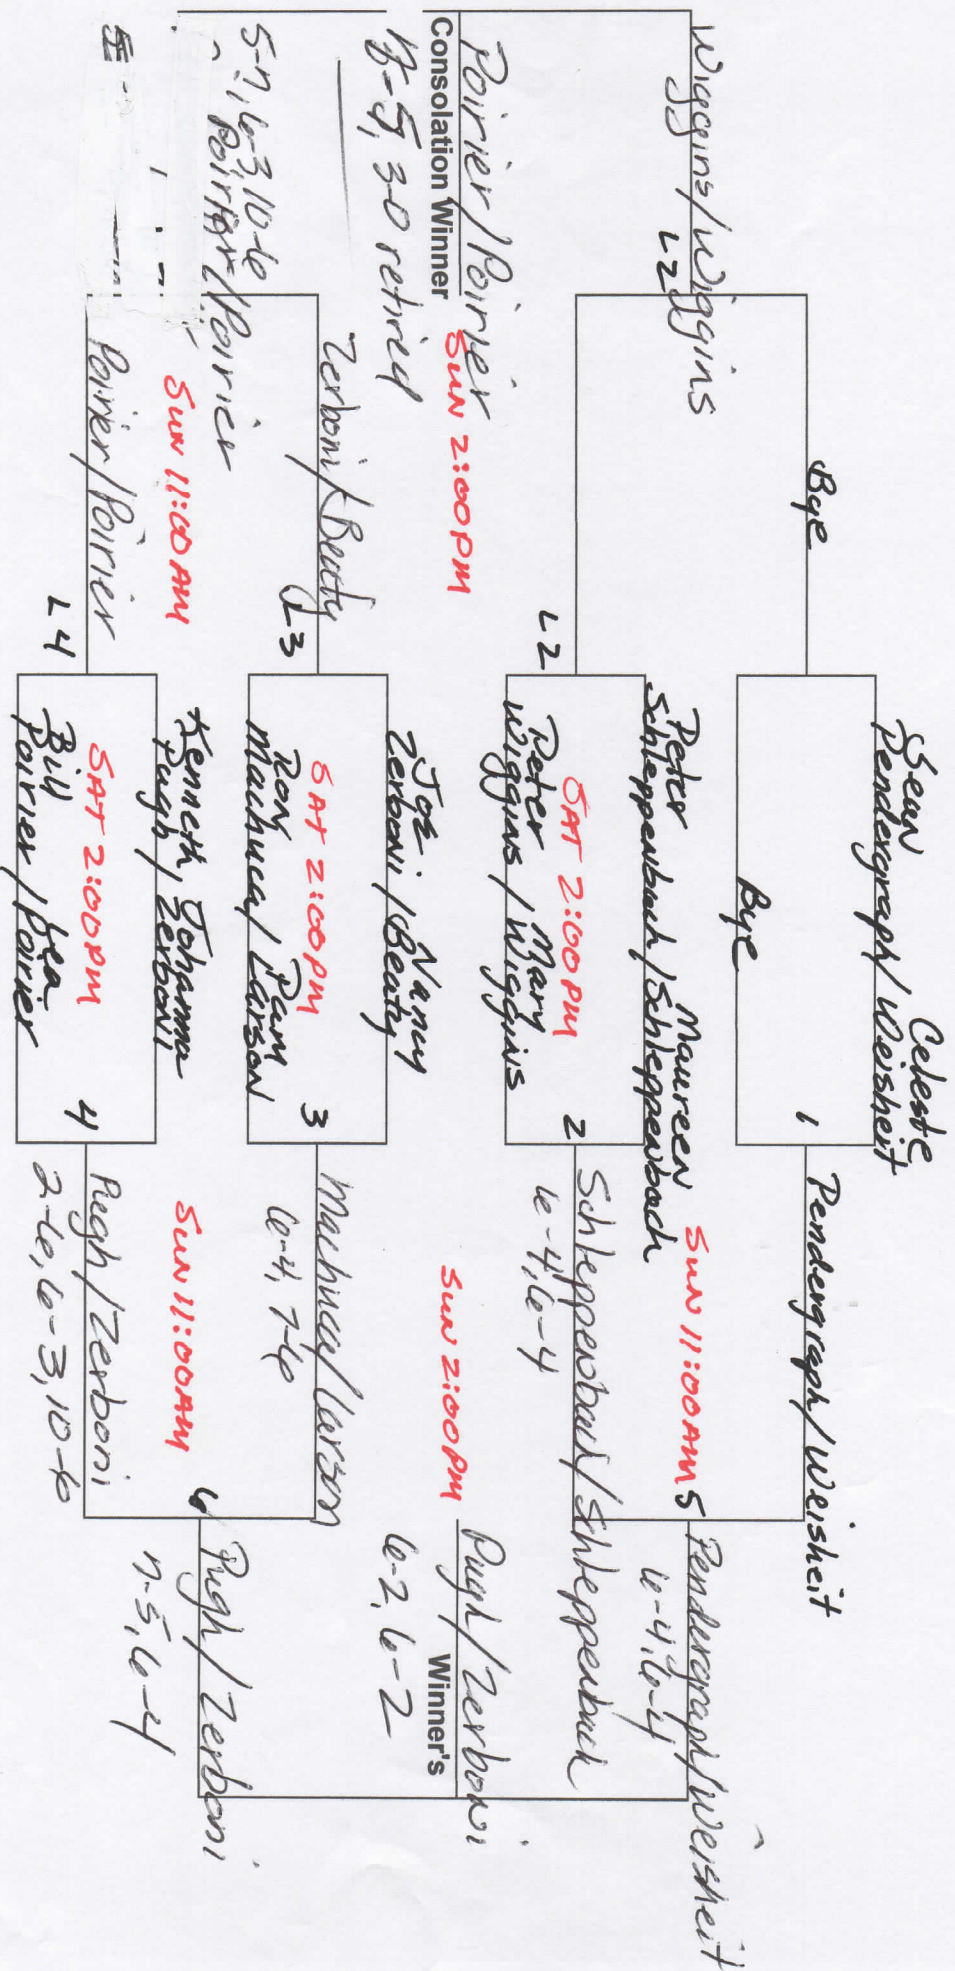 Sean Celeste
Pendergraph/Weisheit
1
Bye
Pendergraph/Weisheit
Bye
SUN 11:00AM
5
Pendergraph/Weisheit
6-4, 6-4
Peter Maureen
Schleppenbach/Schleppenbach
SAT 2:00PM
2
Peter Mary
Wiggins/Wiggins
Schleppenbach/Schleppenbach
6-4, 6-4
L2
Wiggins/Wiggins
L2
SUN 2:00PM
Pugh/Zerboni
Winner's
6-2, 6-2
SUN 2:00PM
Poirier/Poirier
Consolation Winner
3-0 retired
Joe Nancy
Zerboni/Beaty
SAT 2:00PM
3
Ron Pam
Machuca/Larson
Machuca/Larson
6-4, 7-6
L3
Zerboni/Beaty
SUN 11:00AM
6
Pugh/Zerboni
7-5, 6-4
SUN 11:00AM
Poirier/Poirier
5-7, 6-3, 10-6
Kenneth Johanna
Pugh/Zerboni
SAT 2:00PM
4
Bill Lea
Poirier/Poirier
Pugh/Zerboni
2-6, 6-3, 10-6
L4
Poirier/Poirier